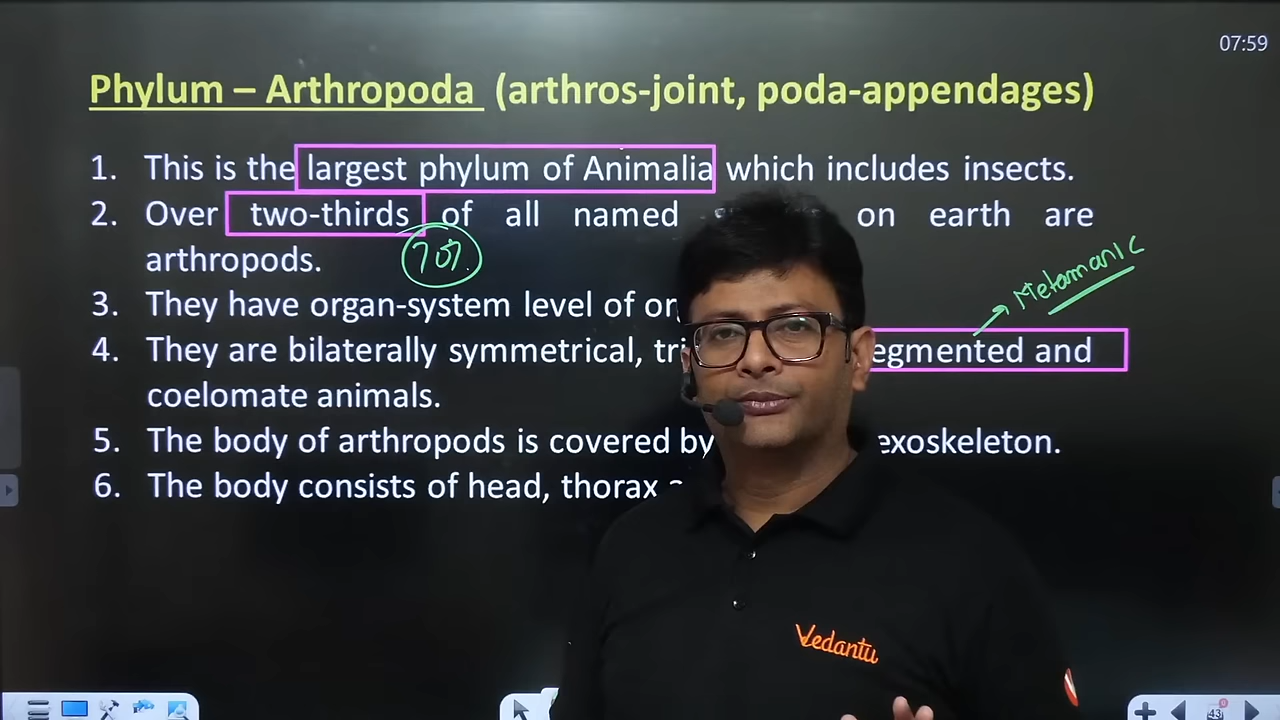 07:59
Phylum – Arthropoda (arthros-joint, poda-appendages)
1. This is the largest phylum of Animalia which includes insects.
2. Over two-thirds of all named on earth are
arthropods. 70%.
Metamaric
3. They have organ-system level of
4. They are bilaterally symmetrical, egmented and
coelomate animals.
5. The body of arthropods is covered by exoskeleton.
6. The body consists of head, thorax
Vedantu
43